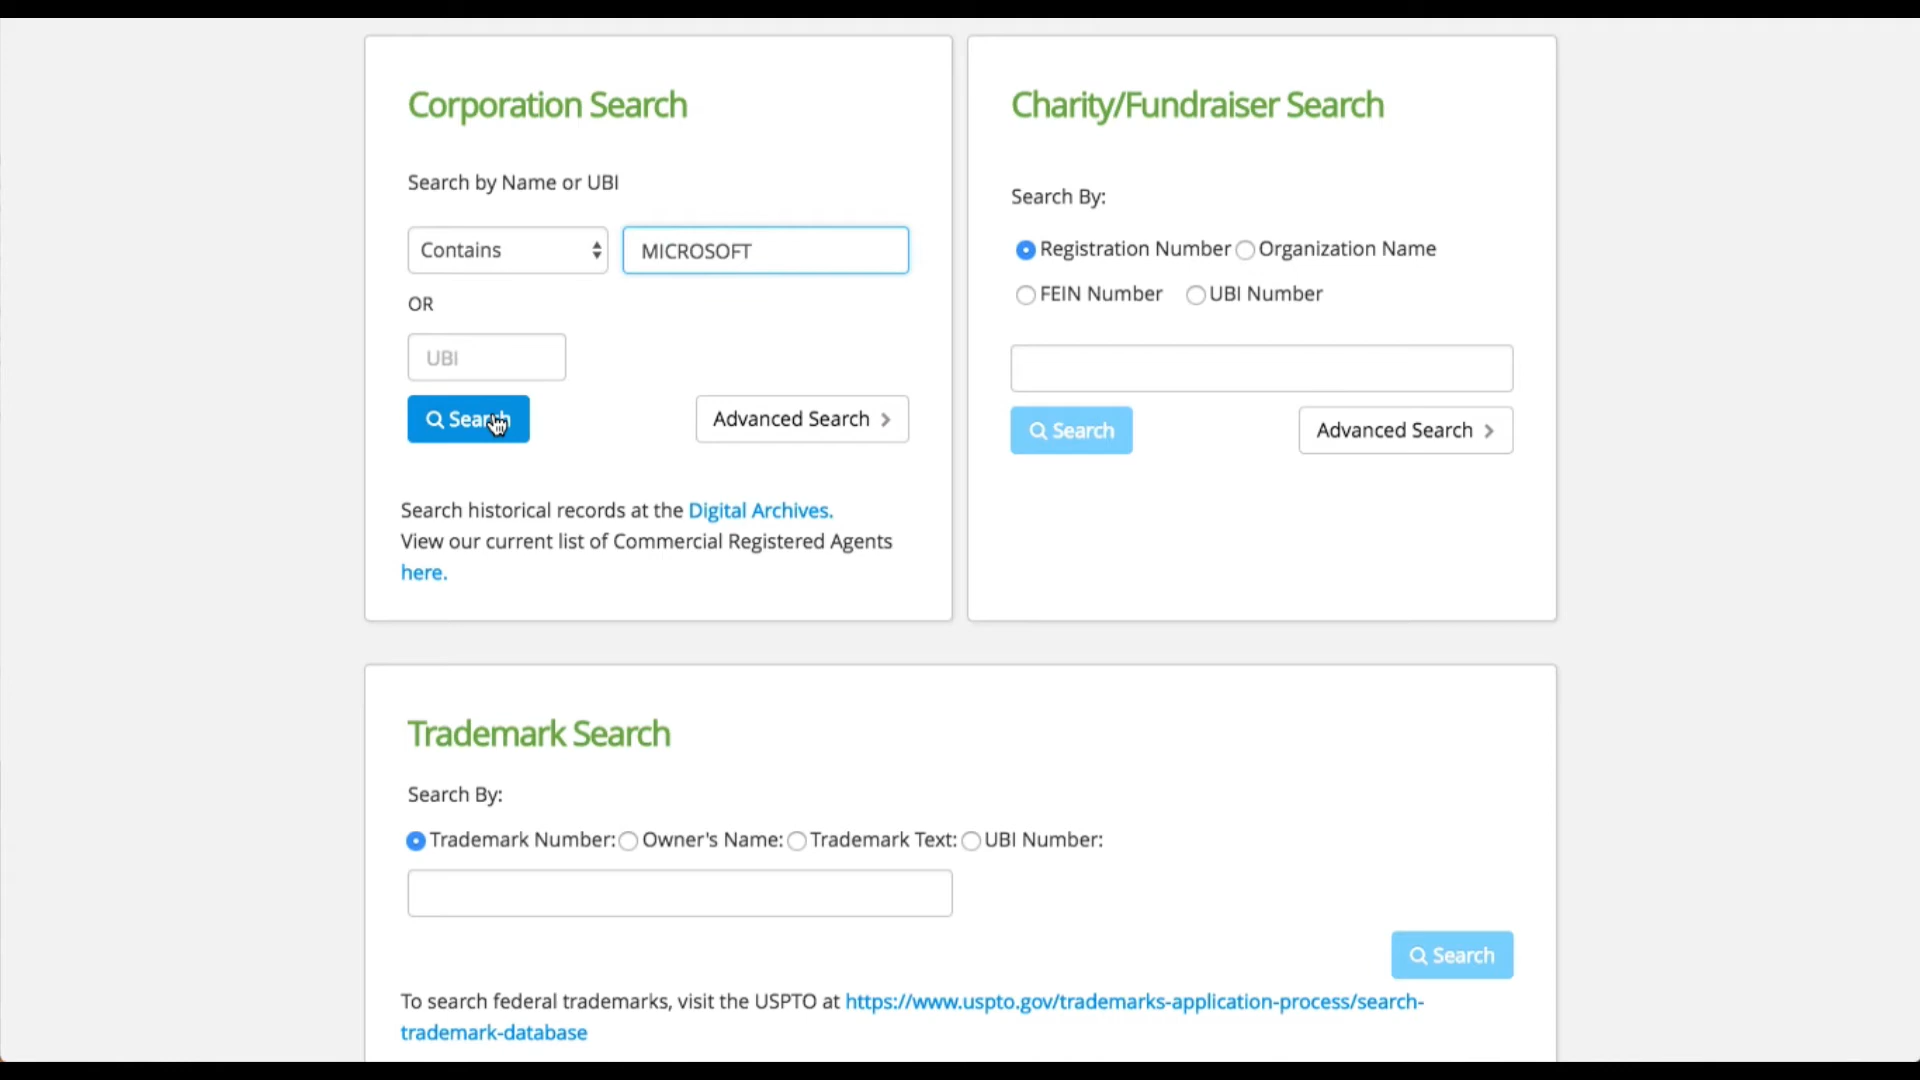 Corporation Search
Search by Name or UBI
Contains
MICROSOFT
OR
UBI
Search
Advanced Search
Search historical records at the Digital Archives.
View our current list of Commercial Registered Agents
here.
Charity/Fundraiser Search
Search By:
Registration Number Organization Name
FEIN Number UBI Number
Search
Advanced Search
Trademark Search
Search By:
Trademark Number: Owner's Name: Trademark Text: UBI Number:
Search
To search federal trademarks, visit the USPTO at https://www.uspto.gov/trademarks-application-process/search-
trademark-database